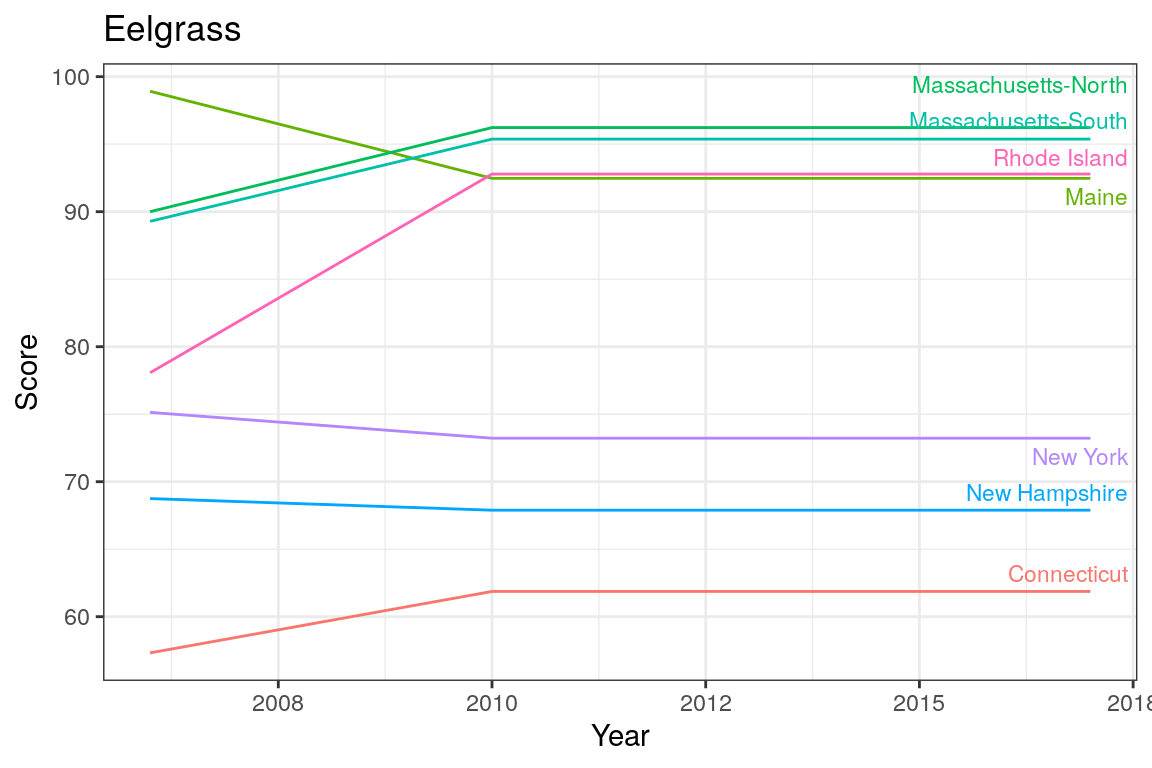 Eelgrass
100
90
80
70
60
Score
Massachusetts-North
Massachusetts-South
Rhode Island
Maine
New York
New Hampshire
Connecticut
2008 2010 2012 2015 2018
Year